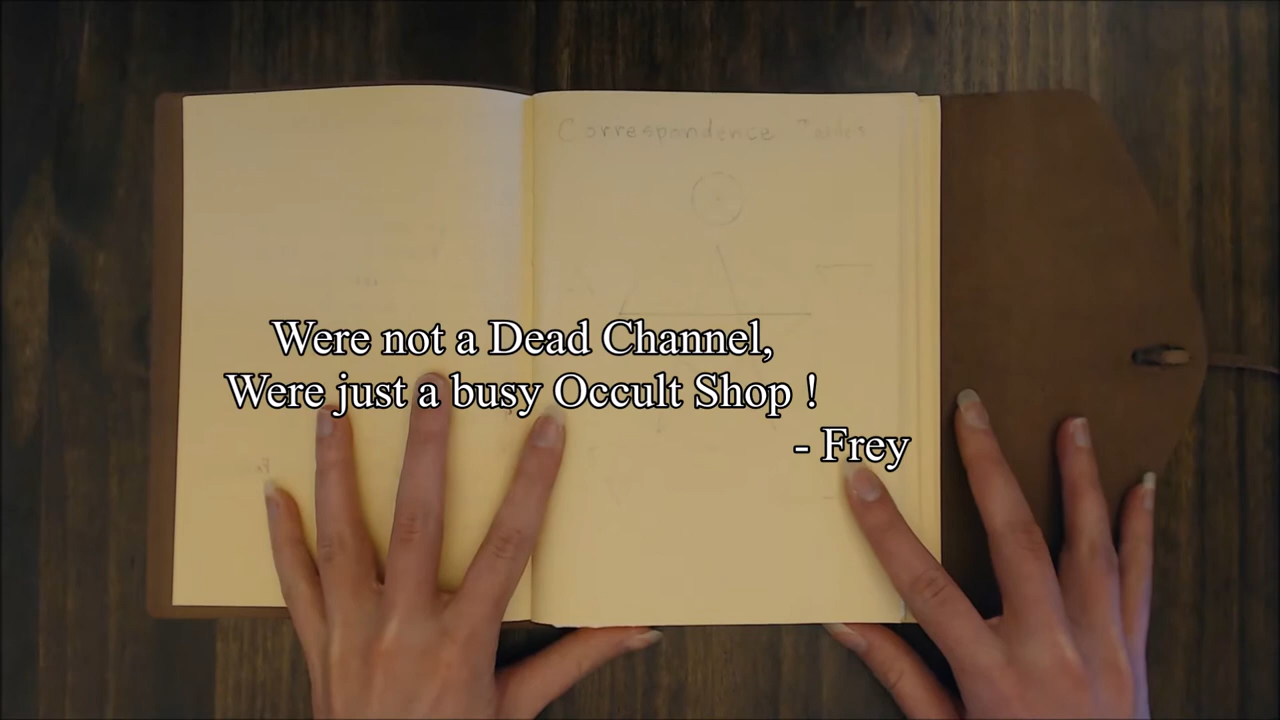 Correspondence
Were not a Dead Channel,
Were just a busy Occult Shop !
- Frey